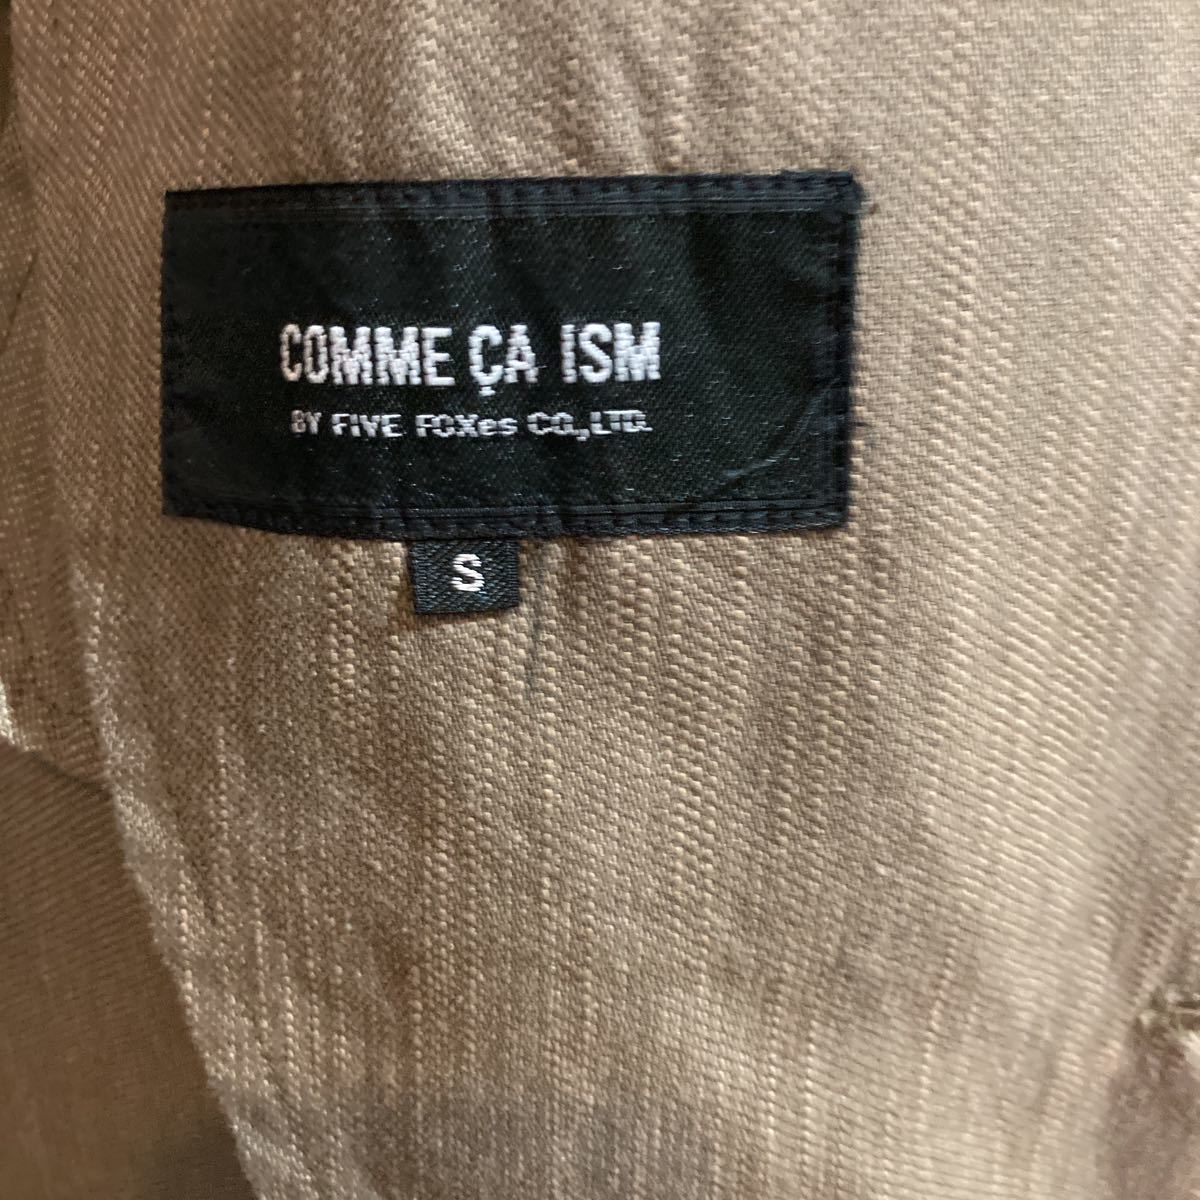 COMME ÇA ISM
BY FIVE FOXes CO.,LTD.
S